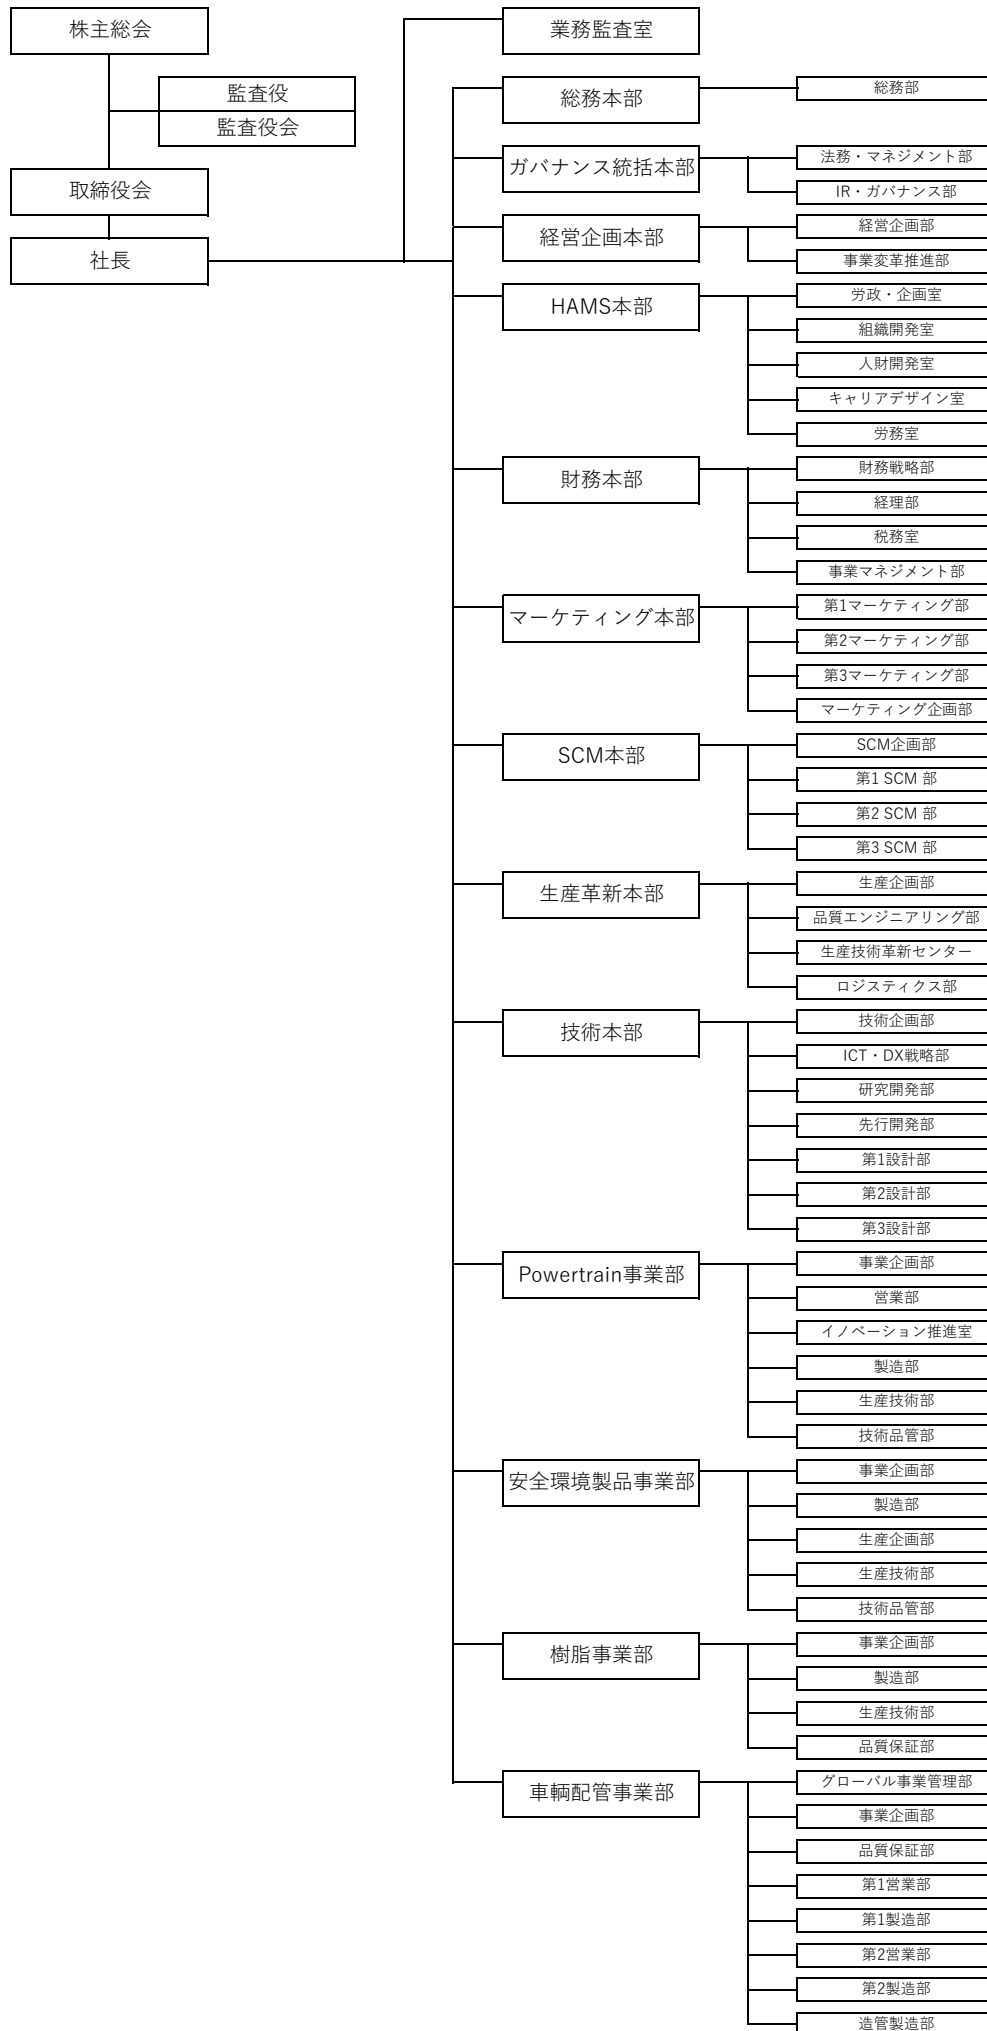 株主総会
監査役
監査役会
取締役会
社長
業務監査室
総務本部
総務部
ガバナンス統括本部
法務・マネジメント部
IR・ガバナンス部
経営企画本部
経営企画部
事業変革推進部
HAMS本部
労政・企画室
組織開発室
人財開発室
キャリアデザイン室
労務室
財務本部
財務戦略部
経理部
税務室
事業マネジメント部
マーケティング本部
第1マーケティング部
第2マーケティング部
第3マーケティング部
マーケティング企画部
SCM本部
SCM企画部
第1 SCM 部
第2 SCM 部
第3 SCM 部
生産革新本部
生産企画部
品質エンジニアリング部
生産技術革新センター
ロジスティクス部
技術本部
技術企画部
ICT・DX戦略部
研究開発部
先行開発部
第1設計部
第2設計部
第3設計部
Powertrain事業部
事業企画部
営業部
イノベーション推進室
製造部
生産技術部
技術品管部
安全環境製品事業部
事業企画部
製造部
生産企画部
生産技術部
技術品管部
樹脂事業部
事業企画部
製造部
生産技術部
品質保証部
車輌配管事業部
グローバル事業管理部
事業企画部
品質保証部
第1営業部
第1製造部
第2営業部
第2製造部
造管製造部